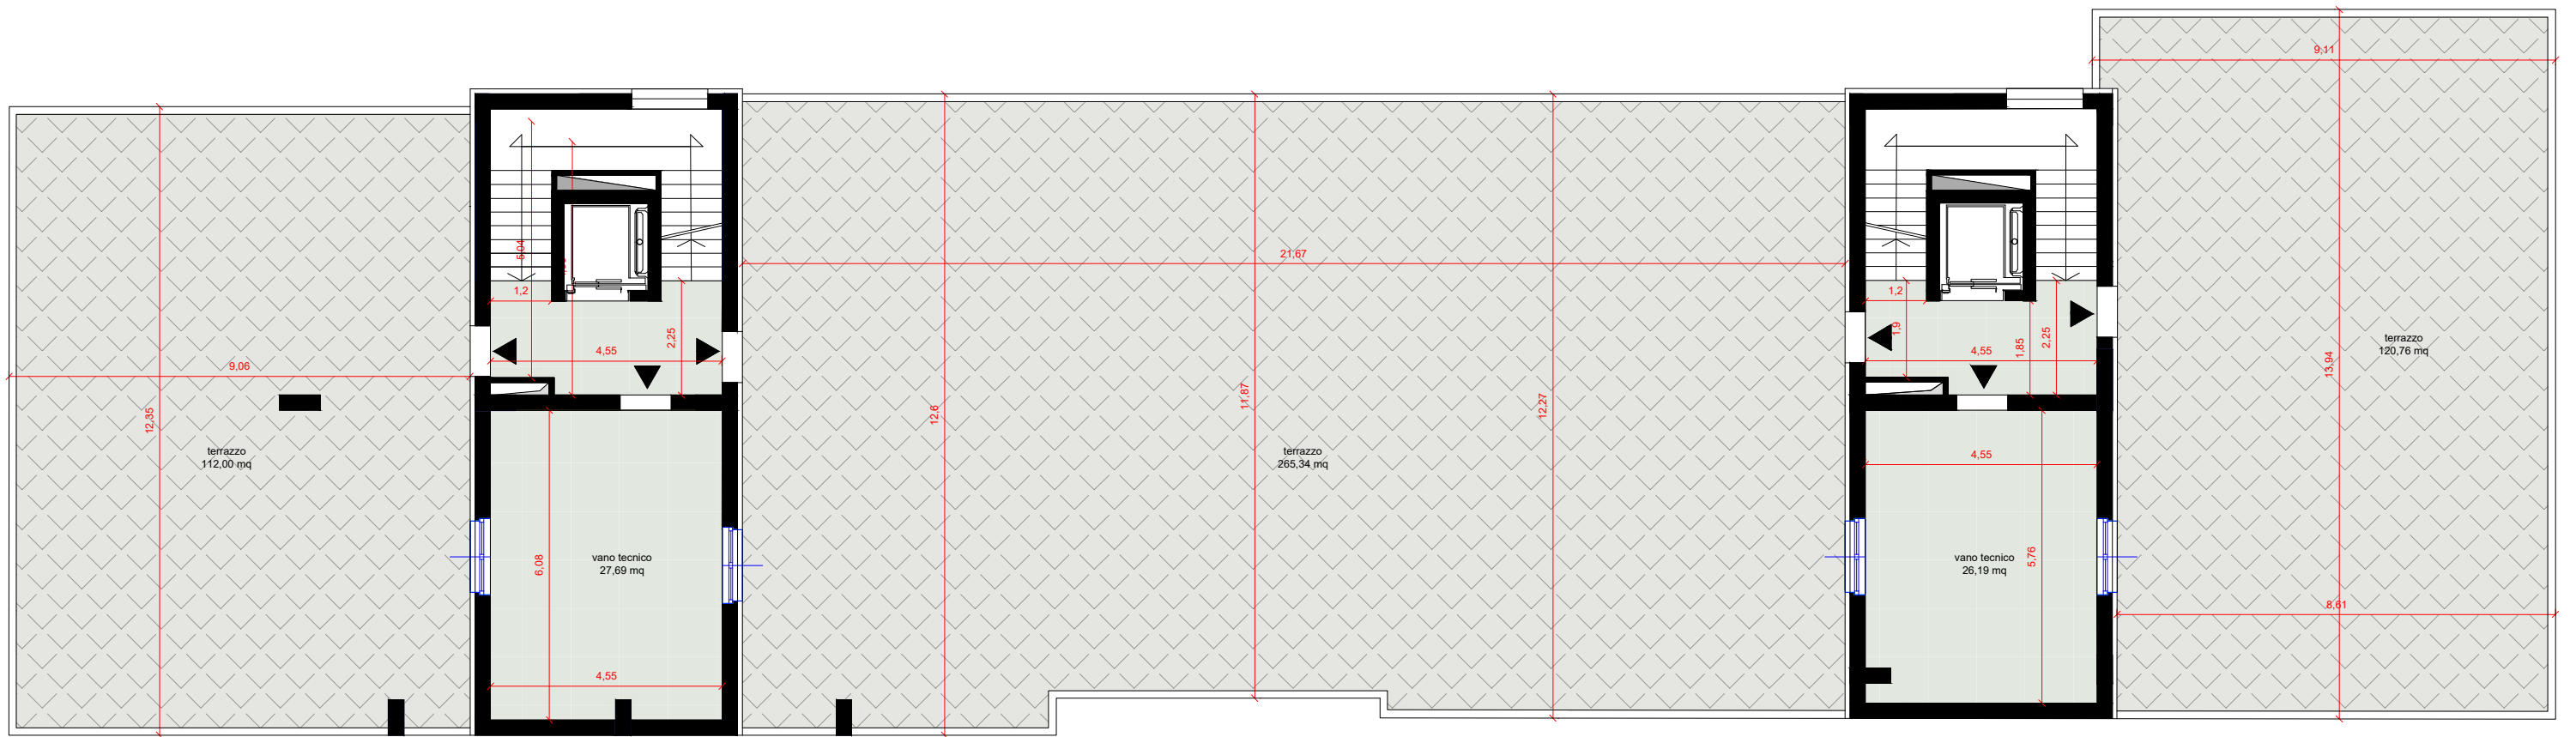 9,11
5,04
21,67
1,2
1,2
2,25
1,9
1,85
2,25
4,55
4,55
9,06
terrazzo
120,76 mq
13,94
12,35
12,6
11,87
12,27
terrazzo
112,00 mq
terrazzo
265,34 mq
4,55
6,08
vano tecnico
27,69 mq
vano tecnico
26,19 mq
5,76
8,61
4,55